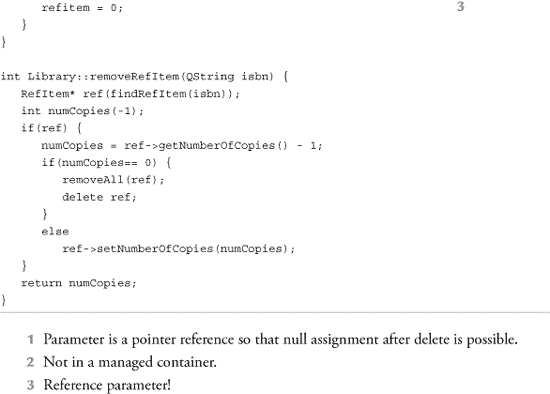 refitem = 0; 3
}
}
int Library::removeRefItem(QString isbn) {
RefItem* ref(findRefItem(isbn));
int numCopies(-1);
if(ref) {
numCopies = ref->getNumberOfCopies() - 1;
if(numCopies== 0) {
removeAll(ref);
delete ref;
}
else
ref->setNumberOfCopies(numCopies);
}
return numCopies;
}
1 Parameter is a pointer reference so that null assignment after delete is possible.
2 Not in a managed container.
3 Reference parameter!